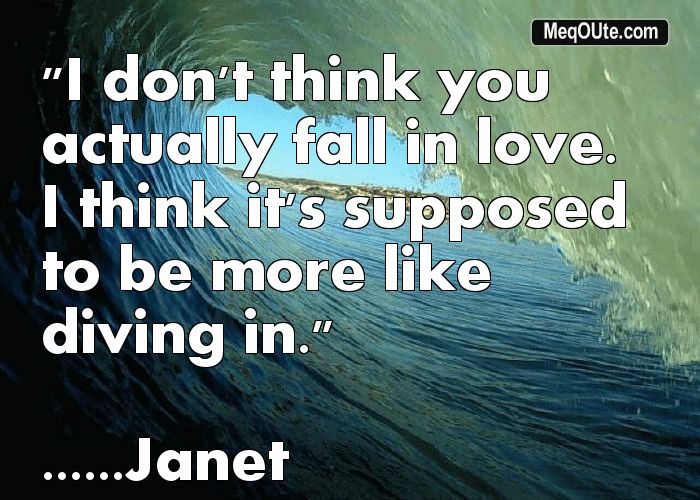 MeqOUte.com
"I don't think you
actually fall in love.
I think it's supposed
to be more like
diving in."
......Janet